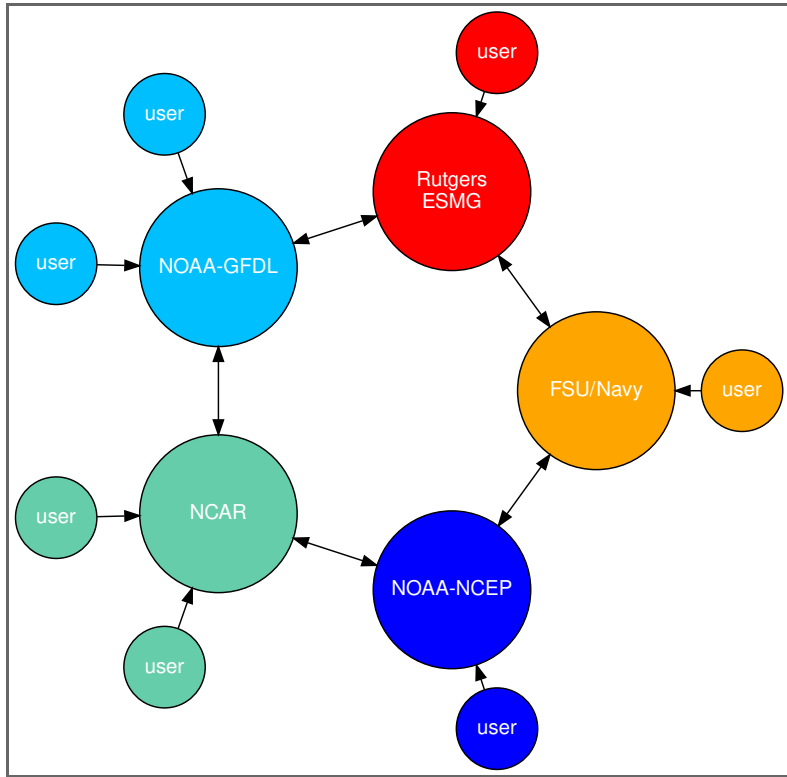 user
user
Rutgers
ESMG
user
NOAA-GFDL
FSU/Navy
user
user
NCAR
NOAA-NCEP
user
user